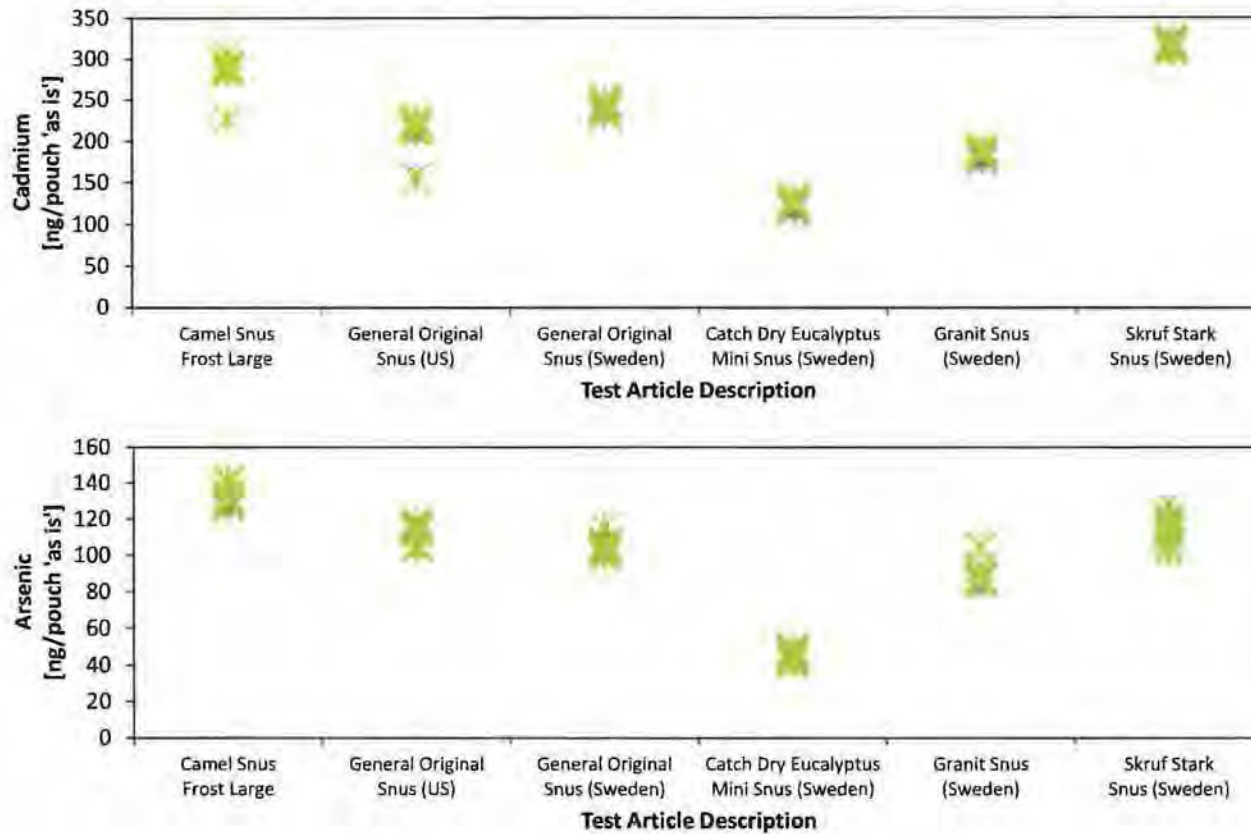 350
300
250
200
150
100
50
0
Cadmium
[ng/pouch 'as is']
Camel Snus
Frost Large
General Original
Snus (US)
General Original
Snus (Sweden)
Catch Dry Eucalyptus
Mini Snus (Sweden)
Granit Snus
(Sweden)
Skruf Stark
Snus (Sweden)
Test Article Description
160
140
120
100
80
60
40
20
0
Arsenic
[ng/pouch 'as is']
Camel Snus
Frost Large
General Original
Snus (US)
General Original
Snus (Sweden)
Catch Dry Eucalyptus
Mini Snus (Sweden)
Granit Snus
(Sweden)
Skruf Stark
Snus (Sweden)
Test Article Description